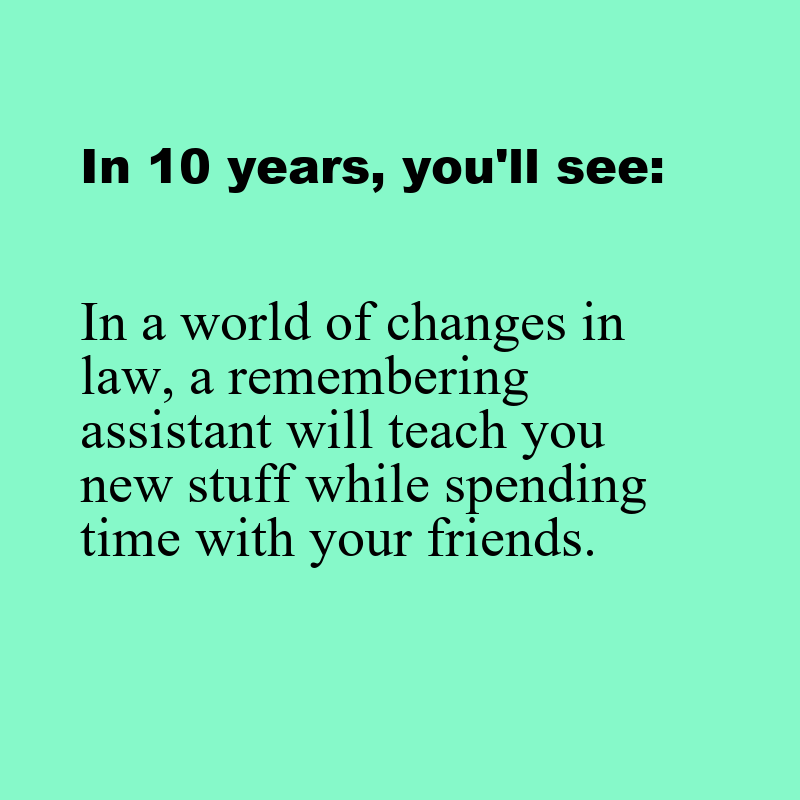 In 10 years, you'll see:
In a world of changes in
law, a remembering
assistant will teach you
new stuff while spending
time with your friends.